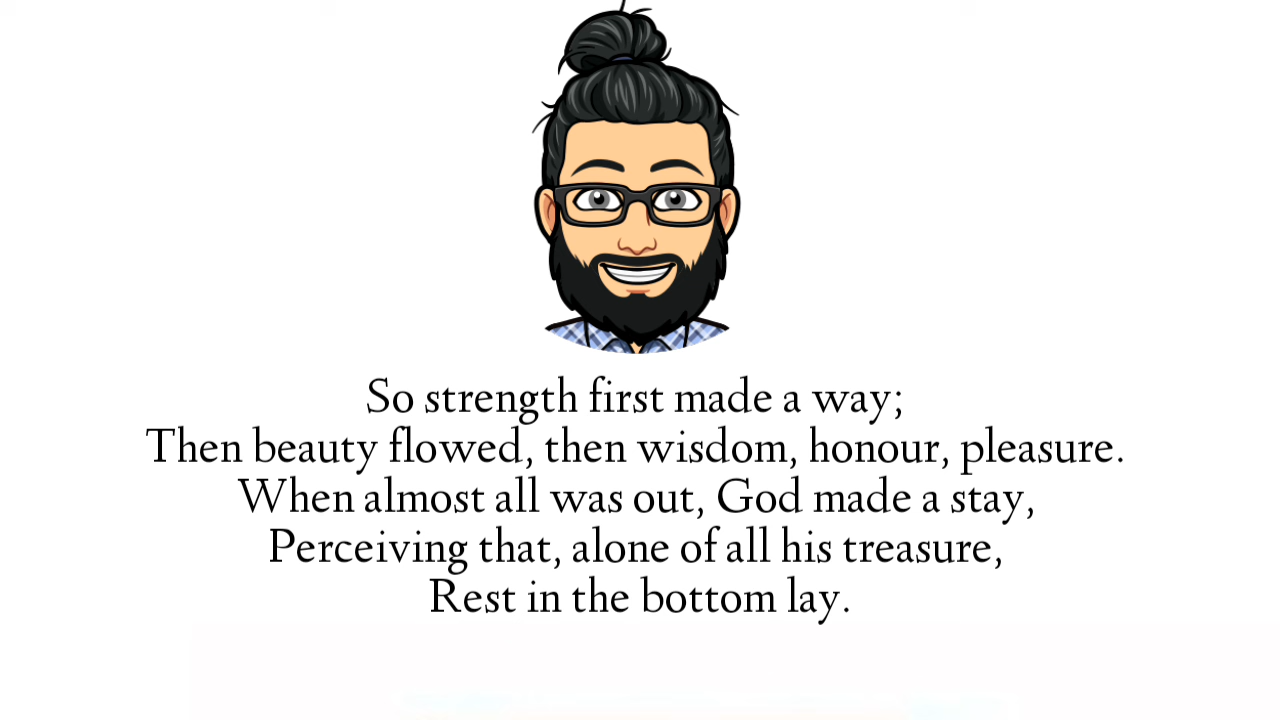 So strength first made a way;
Then beauty flowed, then wisdom, honour, pleasure.
When almost all was out, God made a stay,
Perceiving that, alone of all his treasure,
Rest in the bottom lay.